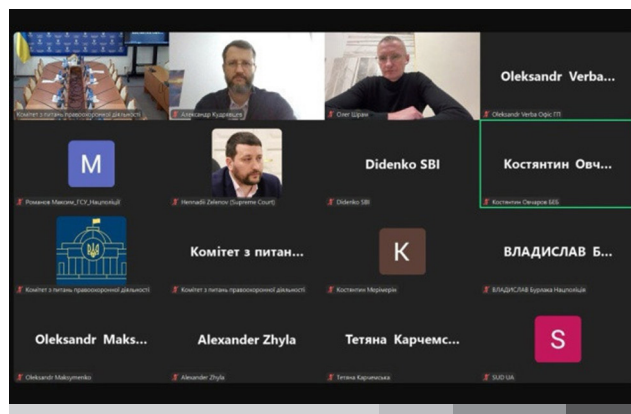 Комітет з питань правоохоронної діяльності
Александр Кудрявцев
Олег Шрам
Oleksandr Verba...
Oleksandr Verba Офіс ГП
M
Романов Максим_ГСУ_Нацполіції
Hennadii Zelenov (Supreme Court)
Didenko SBI
Didenko SBI
Костянтин Овч...
Костянтин Овчаров БЕБ
Комітет з питань правоохоронної діяльності
Комітет з питан...
Комітет з питань правоохоронної діяльності
К
Костянтин Мерімерін
ВЛАДИСЛАВ Б...
ВЛАДИСЛАВ Бурлака Нацполіція
Oleksandr Maks...
Oleksandr Maksymenko
Alexander Zhyla
Alexander Zhyla
Тетяна Карчемс...
Тетяна Карчемська
S
SUD UA